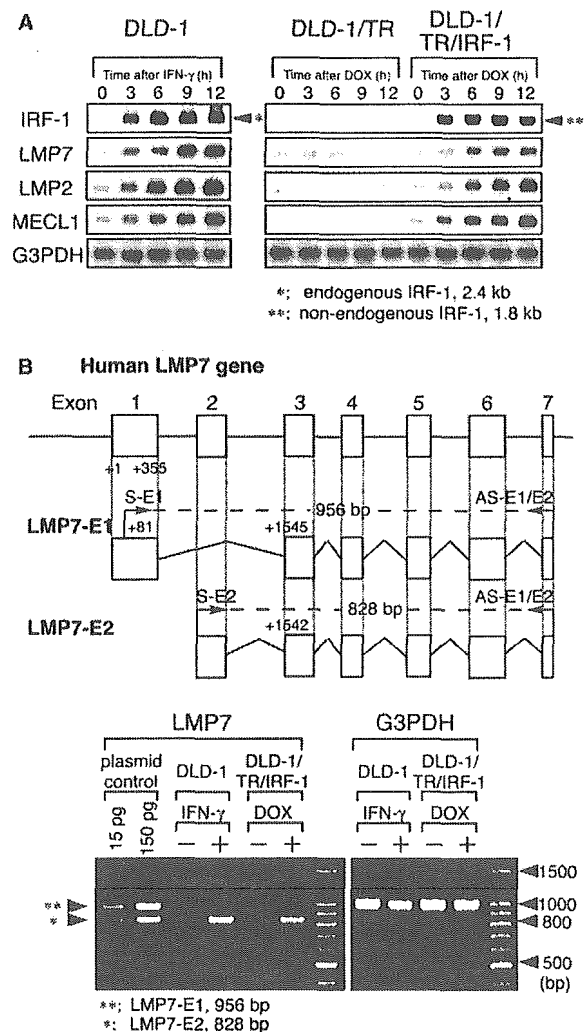 A
DLD-1
DLD-1/TR
DLD-1/
TR/IRF-1
Time after IFN-γ (h)
Time after DOX (h)
Time after DOX (h)
0 3 6 9 12
0 3 6 9 12
0 3 6 9 12
IRF-1
*
**
LMP7
LMP2
MECL1
G3PDH
*; endogenous IRF-1, 2.4 kb
**; non-endogenous IRF-1, 1.8 kb
B Human LMP7 gene
Exon 1 2 3 4 5 6 7
+1 +355
S-E1
956 bp
AS-E1/E2
LMP7-E1
+81
+1545
S-E2
828 bp
AS-E1/E2
LMP7-E2
+1542
LMP7
G3PDH
plasmid
control
DLD-1
DLD-1/
TR/IRF-1
DLD-1
DLD-1/
TR/IRF-1
15 pg
150 pg
IFN-γ
DOX
IFN-γ
DOX
− + − +
− + − +
1500
**
1000
*
800
500
(bp)
**; LMP7-E1, 956 bp
*; LMP7-E2, 828 bp